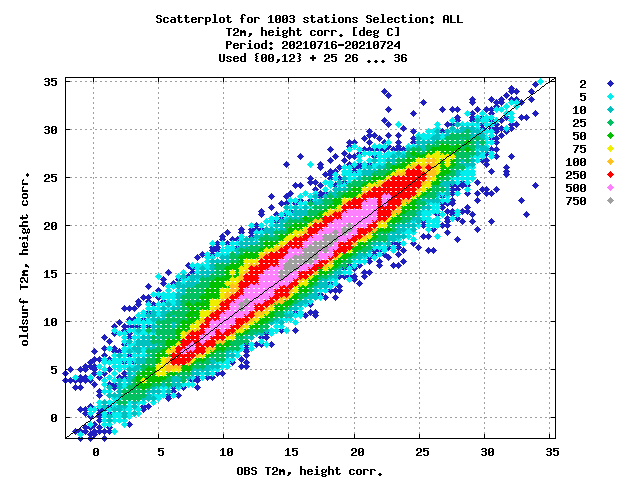 Scatterplot for 1003 stations Selection: ALL
T2m, height corr. [deg C]
Period: 20210716-20210724
Used {00,12} + 25 26 ... 36
oldsurf T2m, height corr.
35
30
25
20
15
10
5
0
0 5 10 15 20 25 30 35
OBS T2m, height corr.
2
5
10
25
50
75
100
250
500
750